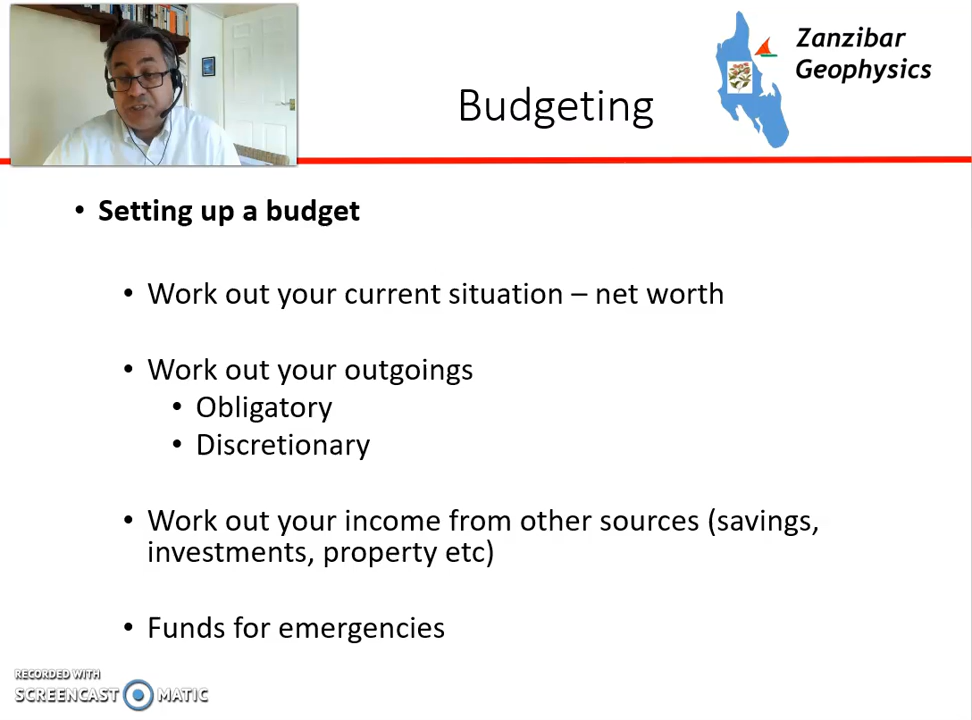 Zanzibar
Geophysics
Budgeting
• Setting up a budget
• Work out your current situation – net worth
• Work out your outgoings
• Obligatory
• Discretionary
• Work out your income from other sources (savings,
investments, property etc)
• Funds for emergencies
RECORDED WITH
SCREENCAST MATIC